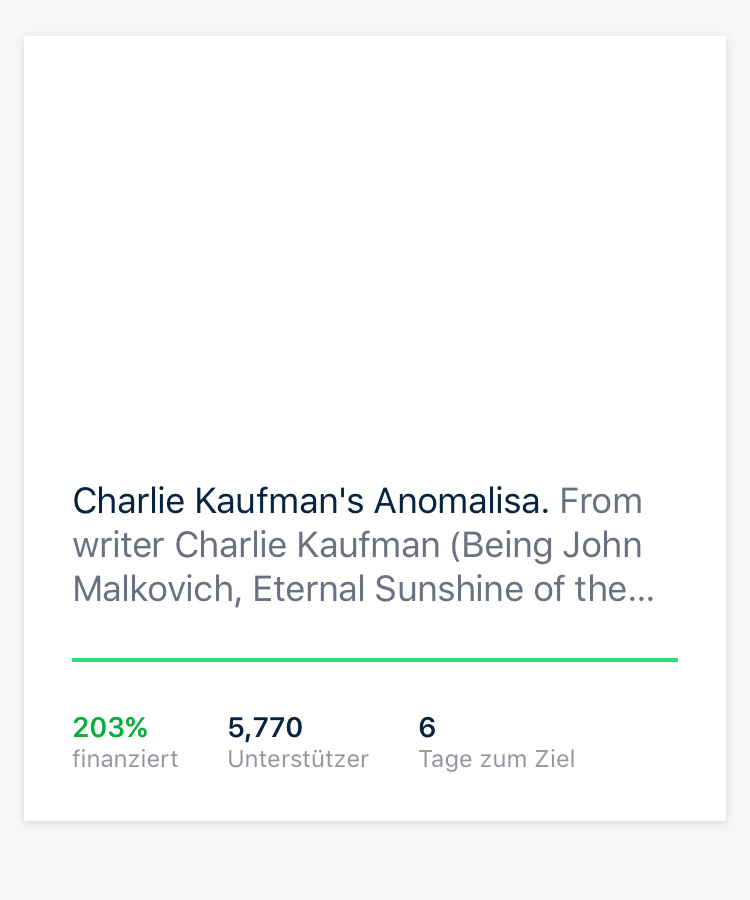 Charlie Kaufman's Anomalisa. From
writer Charlie Kaufman (Being John
Malkovich, Eternal Sunshine of the...
203% 5,770 6
finanziert Unterstützer Tage zum Ziel